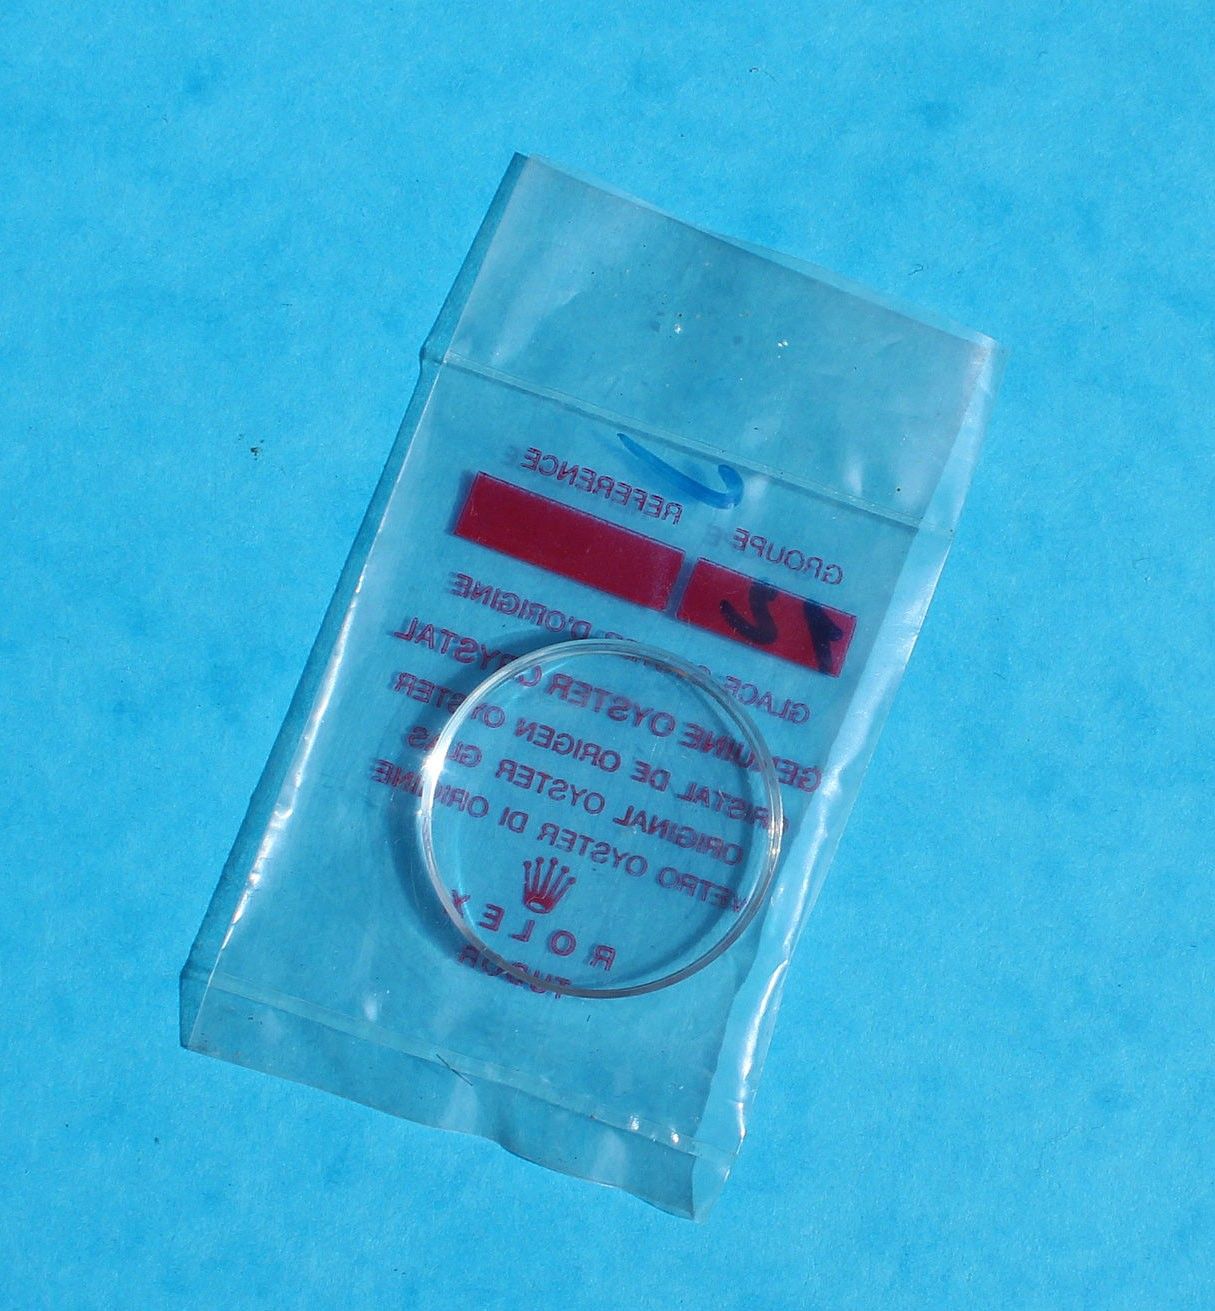 GROUPE REFERENCE
12
GLACE D'ORIGINE
GENUINE OYSTER CRYSTAL
CRISTAL DE ORIGEN OYSTER
ORIGINAL OYSTER GLAS
VETRO OYSTER DI ORIGINE
ROLEX
TUDOR